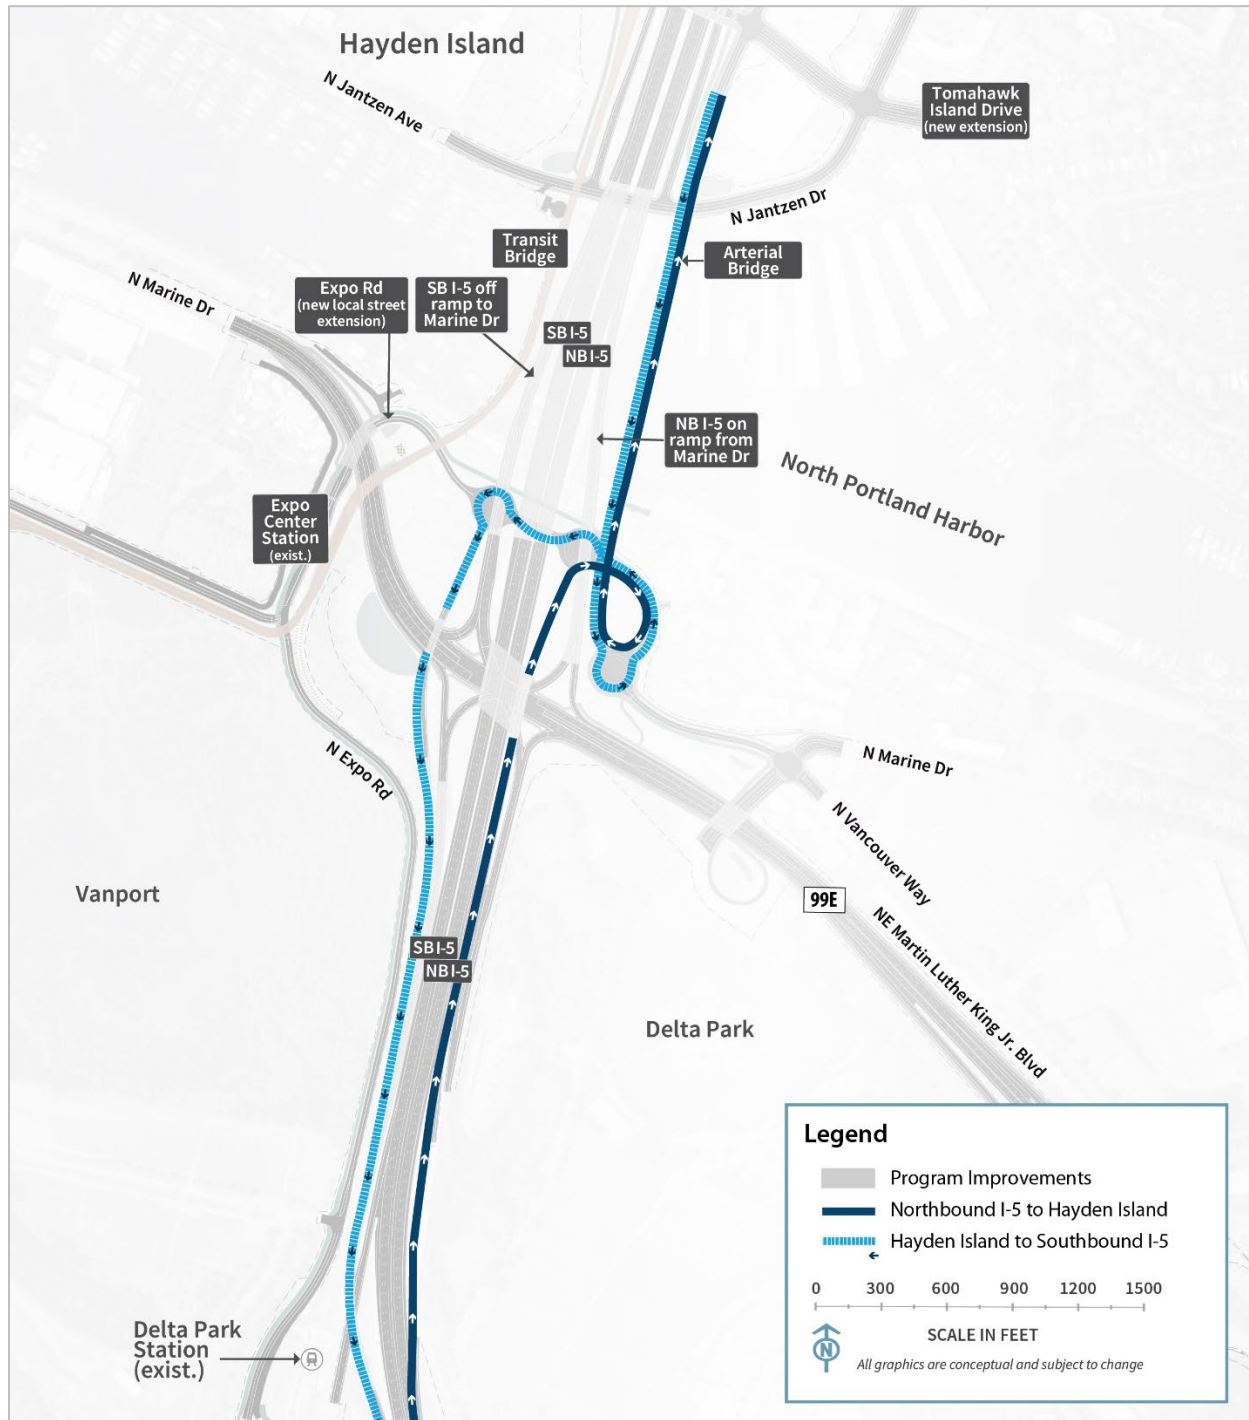 Hayden Island
N Jantzen Ave
Tomahawk
Island Drive
(new extension)
N Jantzen Dr
Transit
Bridge
Arterial
Bridge
N Marine Dr
Expo Rd
(new local street
extension)
SB I-5 off
ramp to
Marine Dr
SB I-5
NB I-5
NB I-5 on
ramp from
Marine Dr
North Portland Harbor
Expo
Center
Station
(exist.)
N Expo Rd
N Marine Dr
N Vancouver Way
Vanport
99E
NE Martin Luther King Jr. Blvd
SB I-5
NB I-5
Delta Park
Legend
Program Improvements
Northbound I-5 to Hayden Island
Hayden Island to Southbound I-5
0 300 600 900 1200 1500
SCALE IN FEET
N
All graphics are conceptual and subject to change
Delta Park
Station
(exist.)